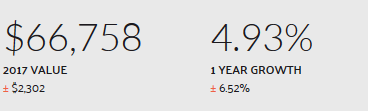 $66,758 4.93%
2017 VALUE 1 YEAR GROWTH
± $2,302 ± 6.52%